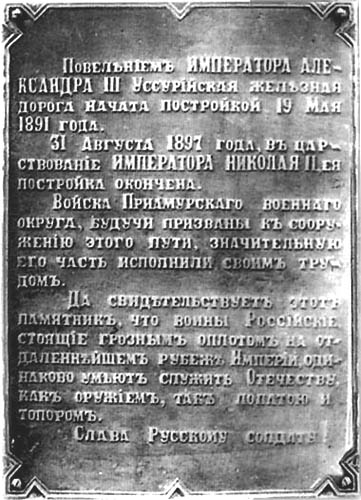 Повелѣніемъ ИМПЕРАТОРА АЛЕ-
КСАНДРА III Уссурійская желѣзная
дорога начата постройкой 19 Мая
1891 года.
31 Августа 1897 года, въ цар-
ствованіе ИМПЕРАТОРА НИКОЛАЯ II, ея
постройка окончена.
Войска Приамурскаго военнаго
округа, будучи призваны къ соору-
женію этого пути, значительную
его часть исполнили своимъ тру-
домъ.
Да свидѣтельствуетъ этотъ
памятникъ, что воины Россійскіе,
стоящіе грознымъ оплотомъ на от-
даленнѣйшемъ рубежѣ Имперій, оди-
наково умѣютъ служить Отечеству,
какъ оружіемъ, такъ лопатою и
топоромъ.
Слава Русскому солдату!